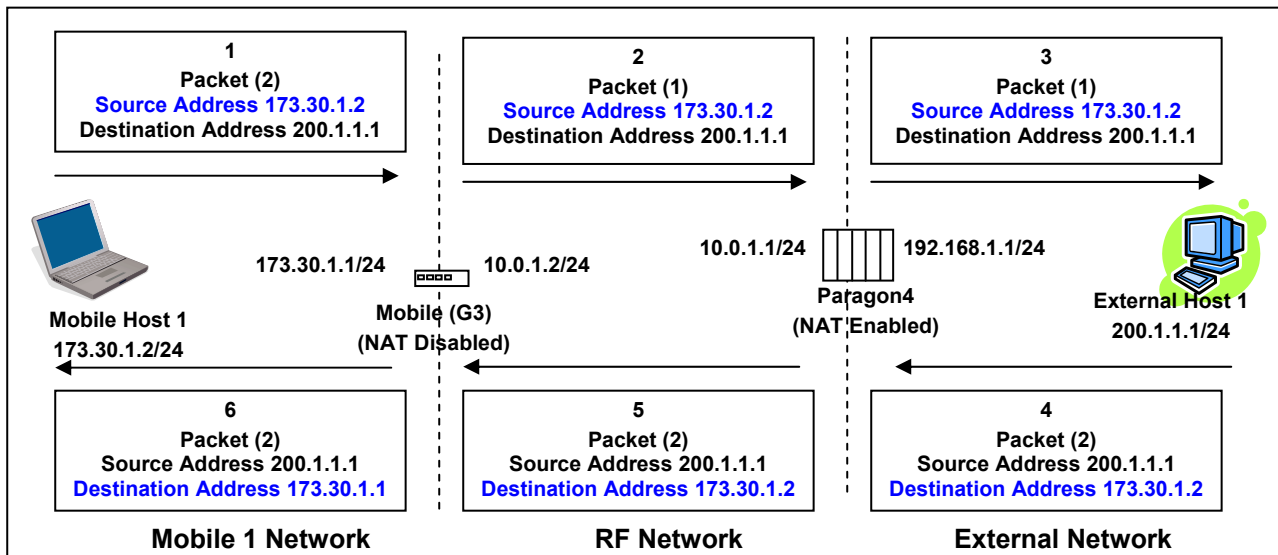 1
Packet (2)
Source Address 173.30.1.2
Destination Address 200.1.1.1
2
Packet (1)
Source Address 173.30.1.2
Destination Address 200.1.1.1
3
Packet (1)
Source Address 173.30.1.2
Destination Address 200.1.1.1
Mobile Host 1
173.30.1.2/24
173.30.1.1/24
10.0.1.2/24
Mobile (G3)
(NAT Disabled)
10.0.1.1/24
192.168.1.1/24
Paragon4
(NAT Enabled)
External Host 1
200.1.1.1/24
6
Packet (2)
Source Address 200.1.1.1
Destination Address 173.30.1.1
5
Packet (2)
Source Address 200.1.1.1
Destination Address 173.30.1.2
4
Packet (2)
Source Address 200.1.1.1
Destination Address 173.30.1.2
Mobile 1 Network
RF Network
External Network